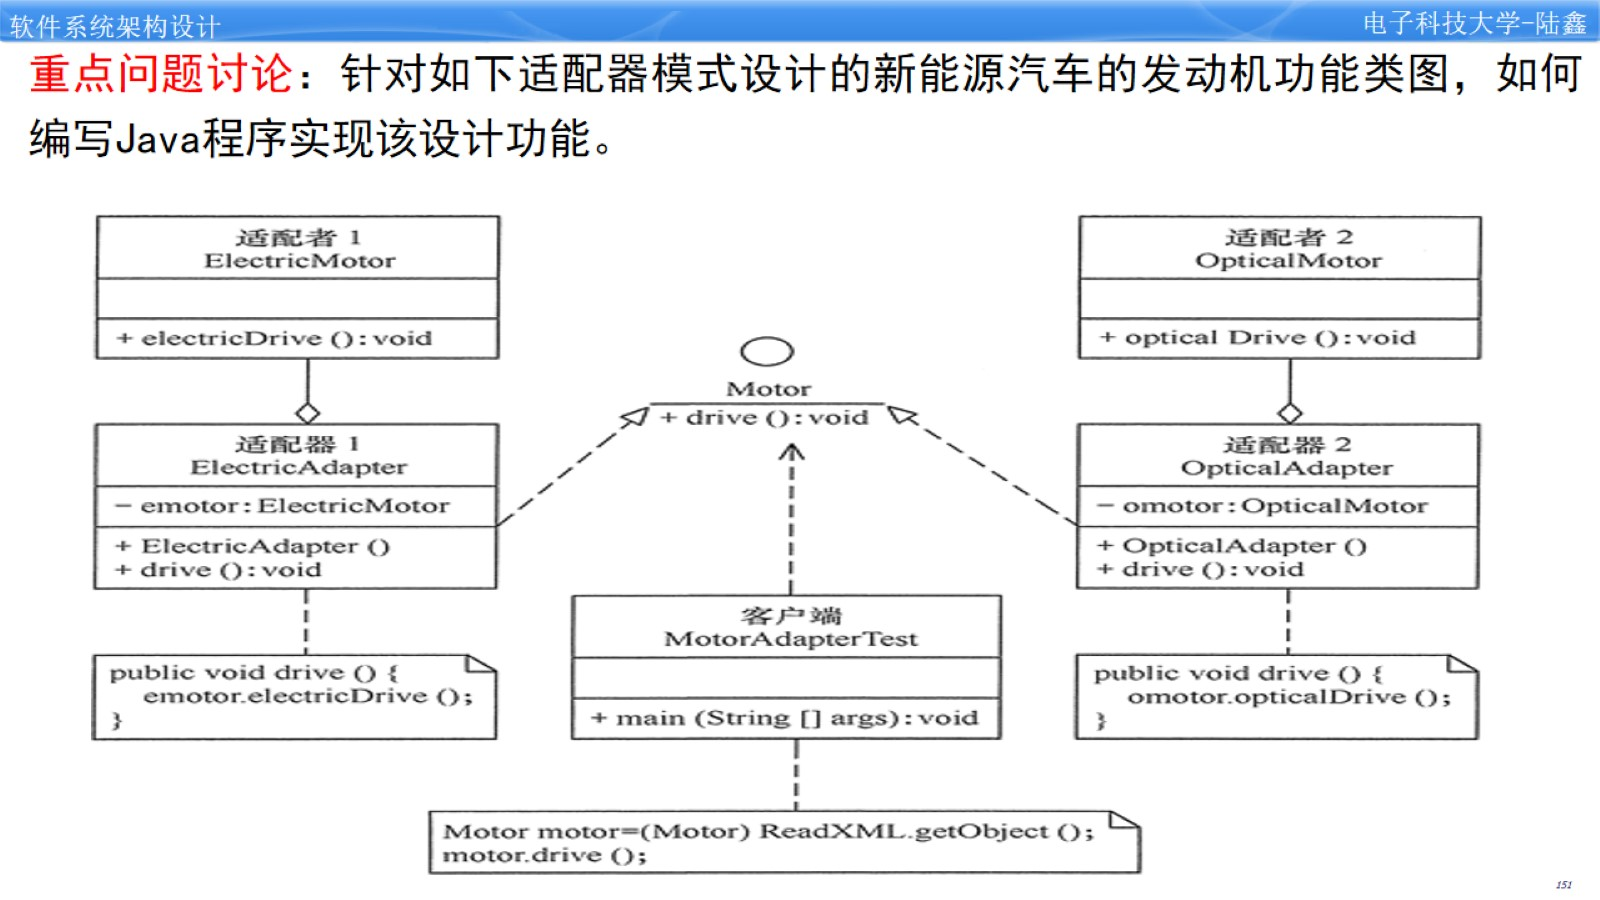 软件系统架构设计
电子科技大学-陆鑫
重点问题讨论：针对如下适配器模式设计的新能源汽车的发动机功能类图，如何
编写Java程序实现该设计功能。
适配者 1
ElectricMotor
+ electricDrive ():void
适配者 2
OpticalMotor
+ optical Drive ():void
Motor
+ drive ():void
适配器 1
ElectricAdapter
- emotor:ElectricMotor
+ ElectricAdapter ()
+ drive ():void
适配器 2
OpticalAdapter
- omotor:OpticalMotor
+ OpticalAdapter ()
+ drive ():void
客户端
MotorAdapterTest
+ main (String [] args):void
public void drive () {
emotor.electricDrive ();
}
public void drive () {
omotor.opticalDrive ();
}
Motor motor=(Motor) ReadXML.getObject ();
motor.drive ();
151